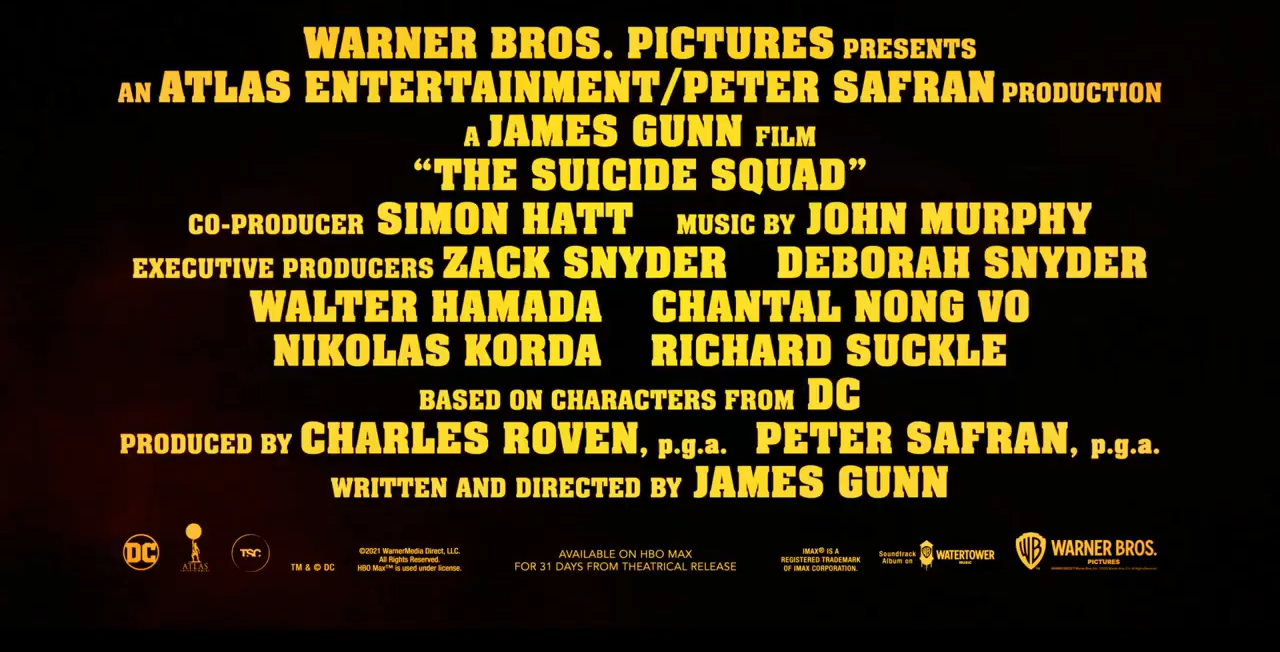 WARNER BROS. PICTURES PRESENTS
AN ATLAS ENTERTAINMENT/PETER SAFRAN PRODUCTION
A JAMES GUNN FILM
“THE SUICIDE SQUAD”
CO-PRODUCER SIMON HATT MUSIC BY JOHN MURPHY
EXECUTIVE PRODUCERS ZACK SNYDER DEBORAH SNYDER
WALTER HAMADA CHANTAL NONG VO
NIKOLAS KORDA RICHARD SUCKLE
BASED ON CHARACTERS FROM DC
PRODUCED BY CHARLES ROVEN, p.g.a. PETER SAFRAN, p.g.a.
WRITTEN AND DIRECTED BY JAMES GUNN
DC
ATLAS
TSC
TM & © DC
©2021 WarnerMedia Direct, LLC.
All Rights Reserved.
HBO Max™ is used under license.
AVAILABLE ON HBO MAX
FOR 31 DAYS FROM THEATRICAL RELEASE
IMAX® IS A
REGISTERED TRADEMARK
OF IMAX CORPORATION.
Soundtrack
Album on
WATERTOWER
MUSIC
WB
WARNER BROS.
PICTURES